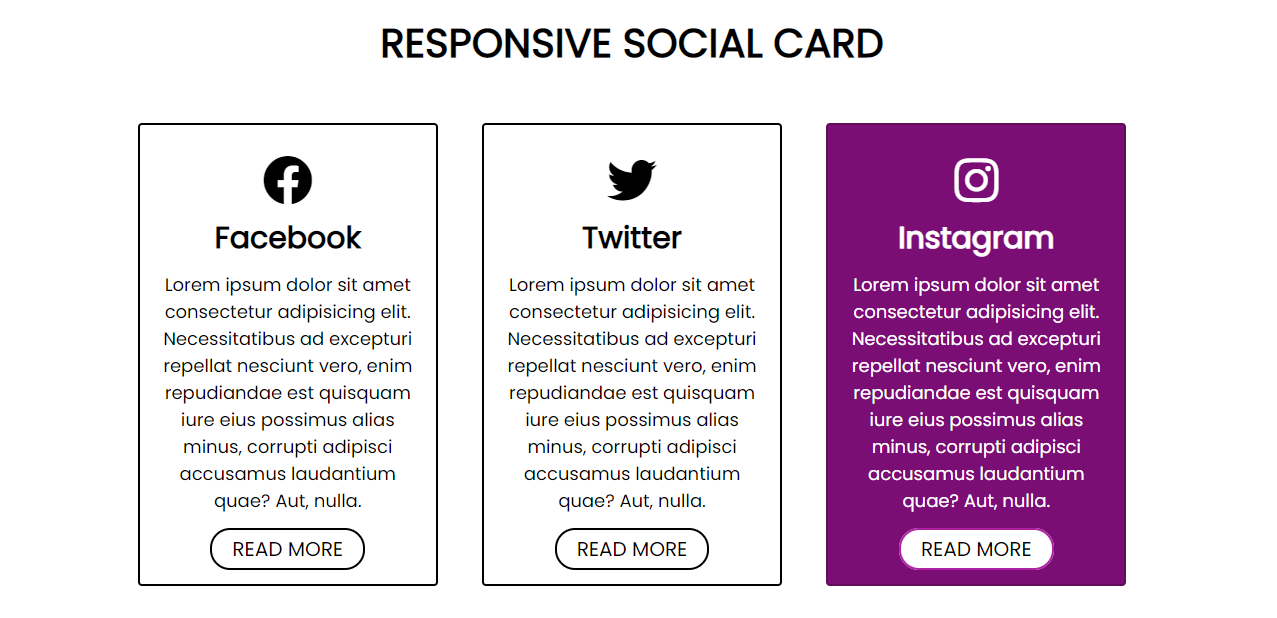 RESPONSIVE SOCIAL CARD
Facebook
Lorem ipsum dolor sit amet
consectetur adipisicing elit.
Necessitatibus ad excepturi
repellat nesciunt vero, enim
repudiandae est quisquam
iure eius possimus alias
minus, corrupti adipisci
accusamus laudantium
quae? Aut, nulla.
READ MORE
Twitter
Lorem ipsum dolor sit amet
consectetur adipisicing elit.
Necessitatibus ad excepturi
repellat nesciunt vero, enim
repudiandae est quisquam
iure eius possimus alias
minus, corrupti adipisci
accusamus laudantium
quae? Aut, nulla.
READ MORE
Instagram
Lorem ipsum dolor sit amet
consectetur adipisicing elit.
Necessitatibus ad excepturi
repellat nesciunt vero, enim
repudiandae est quisquam
iure eius possimus alias
minus, corrupti adipisci
accusamus laudantium
quae? Aut, nulla.
READ MORE